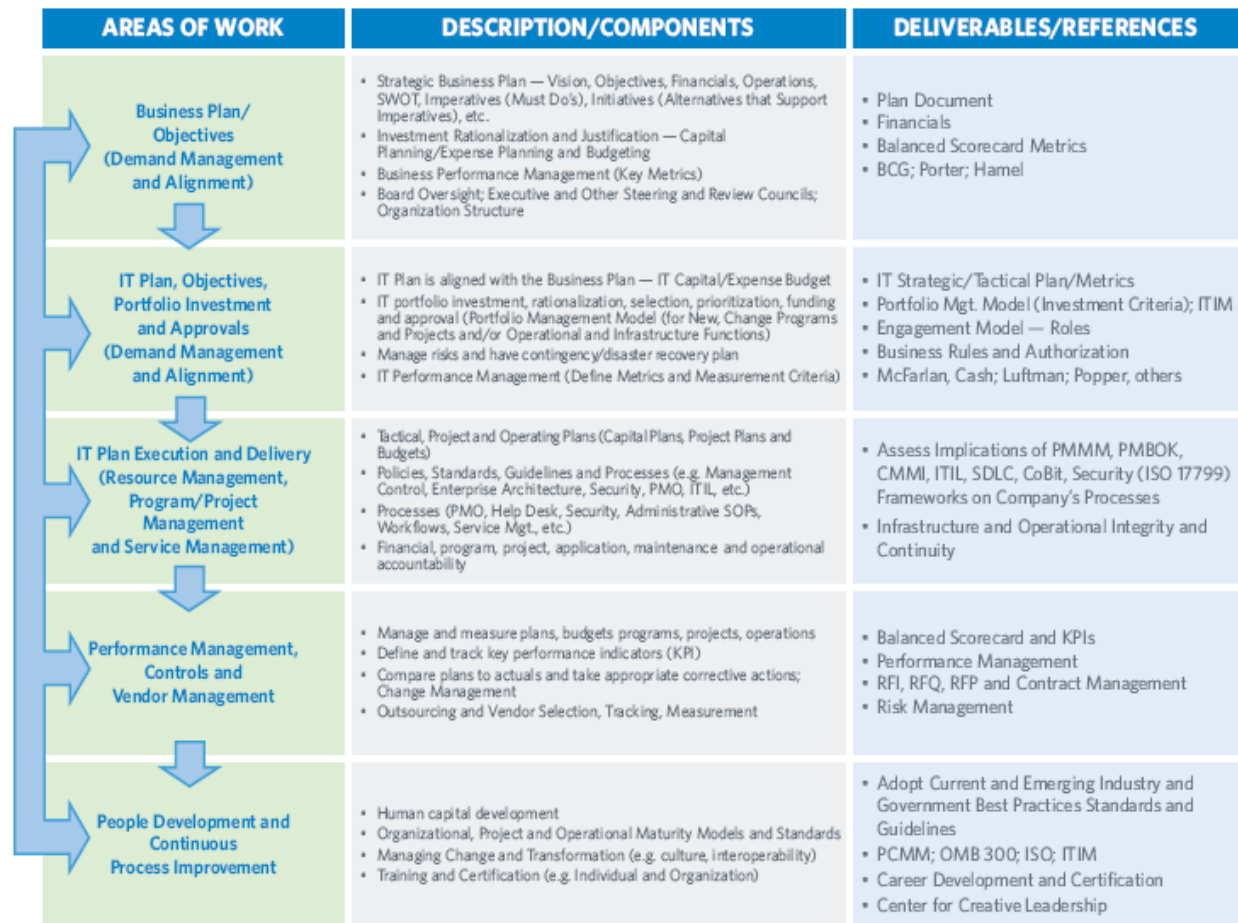 AREAS OF WORK
DESCRIPTION/COMPONENTS
DELIVERABLES/REFERENCES
Business Plan/
Objectives
(Demand Management
and Alignment)
• Strategic Business Plan — Vision, Objectives, Financials, Operations,
SWOT, Imperatives (Must Do's), Initiatives (Alternatives that Support
Imperatives), etc.
• Investment Rationalization and Justification — Capital
Planning/Expense Planning and Budgeting
• Business Performance Management (Key Metrics)
• Board Oversight; Executive and Other Steering and Review Councils;
Organization Structure
• Plan Document
• Financials
• Balanced Scorecard Metrics
• BCG; Porter; Hamel
IT Plan, Objectives,
Portfolio Investment
and Approvals
(Demand Management
and Alignment)
• IT Plan is aligned with the Business Plan — IT Capital/Expense Budget
• IT portfolio investment, rationalization, selection, prioritization, funding
and approval (Portfolio Management Model (for New, Change Programs
and Projects and/or Operational and Infrastructure Functions)
• Manage risks and have contingency/disaster recovery plan
• IT Performance Management (Define Metrics and Measurement Criteria)
• IT Strategic/Tactical Plan/Metrics
• Portfolio Mgt. Model (Investment Criteria); ITIM
• Engagement Model — Roles
• Business Rules and Authorization
• McFarlan, Cash; Luftman; Popper, others
IT Plan Execution and Delivery
(Resource Management,
Program/Project
Management
and Service Management)
• Tactical, Project and Operating Plans (Capital Plans, Project Plans and
Budgets)
• Policies, Standards, Guidelines and Processes (e.g. Management
Control, Enterprise Architecture, Security, PMO, ITIL, etc.)
• Processes (PMO, Help Desk, Security, Administrative SOPs,
Workflows, Service Mgt., etc.)
• Financial, program, project, application, maintenance and operational
accountability
• Assess Implications of PMMM, PMBOK,
CMMI, ITIL, SDLC, CoBit, Security (ISO 17799)
Frameworks on Company's Processes
• Infrastructure and Operational Integrity and
Continuity
Performance Management,
Controls and
Vendor Management
• Manage and measure plans, budgets programs, projects, operations
• Define and track key performance indicators (KPI)
• Compare plans to actuals and take appropriate corrective actions;
Change Management
• Outsourcing and Vendor Selection, Tracking, Measurement
• Balanced Scorecard and KPIs
• Performance Management
• RFI, RFQ, RFP and Contract Management
• Risk Management
People Development and
Continuous
Process Improvement
• Human capital development
• Organizational, Project and Operational Maturity Models and Standards
• Managing Change and Transformation (e.g. culture, interoperability)
• Training and Certification (e.g. Individual and Organization)
• Adopt Current and Emerging Industry and
Government Best Practices Standards and
Guidelines
• PCMM; OMB 300; ISO; ITIM
• Career Development and Certification
• Center for Creative Leadership